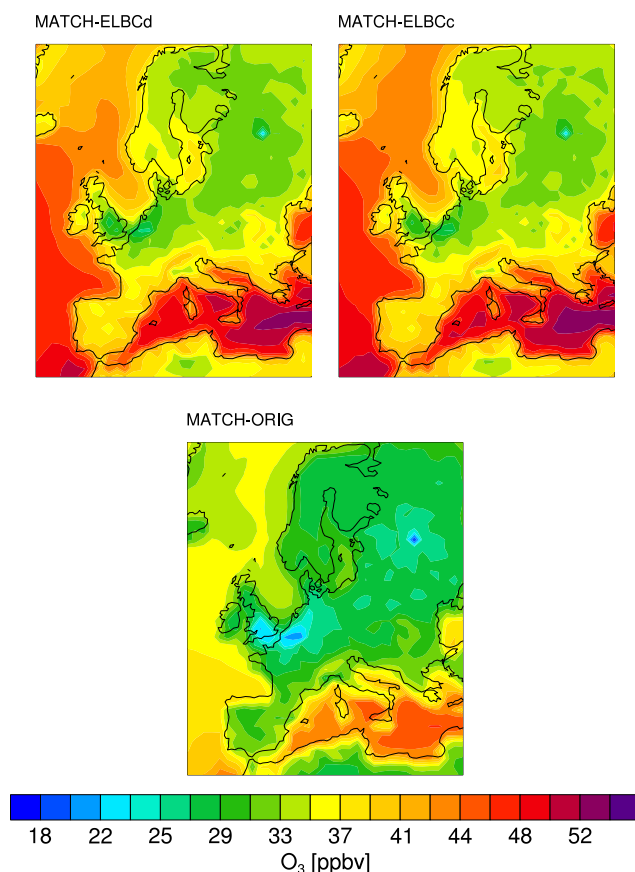 MATCH-ELBCd
MATCH-ELBCc
MATCH-ORIG
18 22 25 29 33 37 41 44 48 52
O₃ [ppbv]